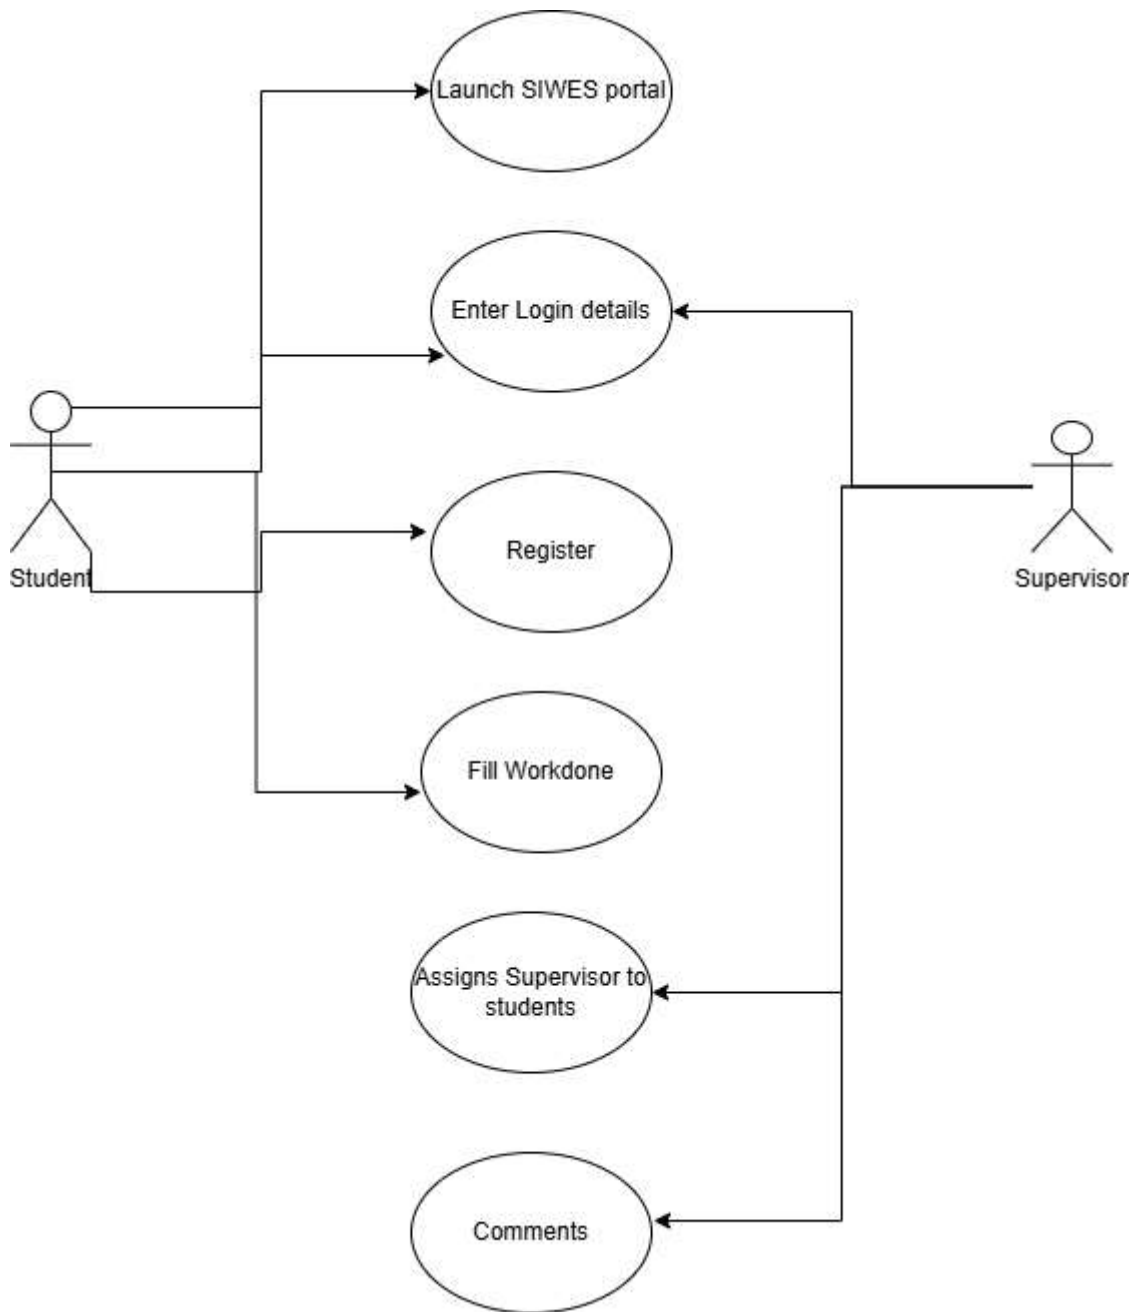 Launch SIWES portal
Enter Login details
Register
Student
Supervisor
Fill Workdone
Assigns Supervisor to
students
Comments